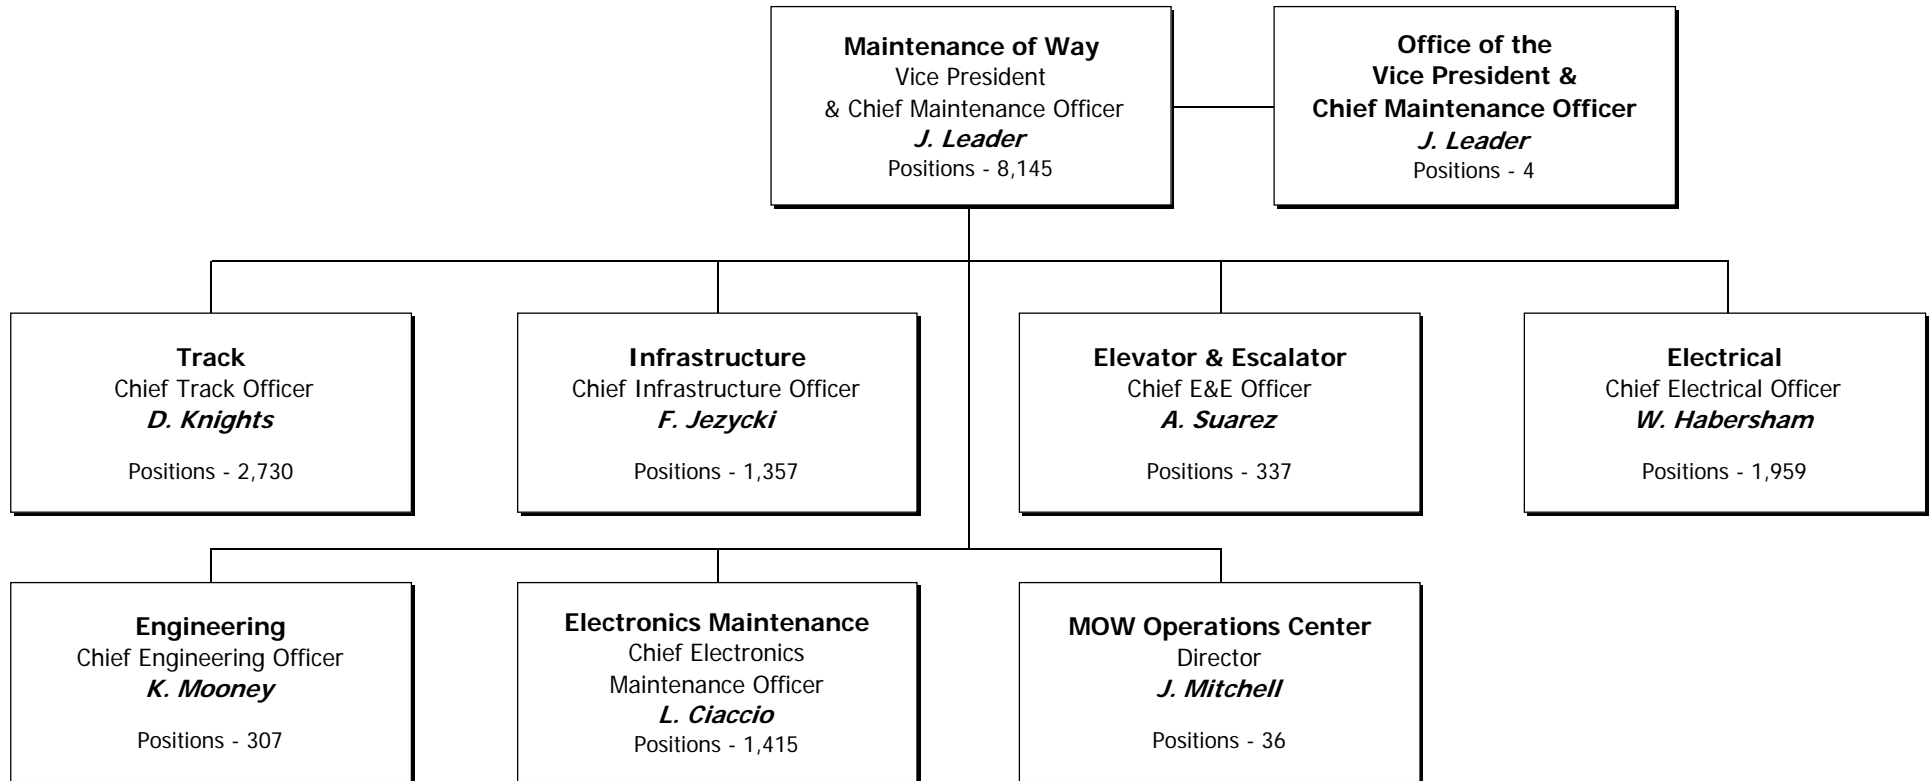 Maintenance of Way
Vice President
& Chief Maintenance Officer
J. Leader
Positions - 8,145
Office of the
Vice President &
Chief Maintenance Officer
J. Leader
Positions - 4
Track
Chief Track Officer
D. Knights
Positions - 2,730
Infrastructure
Chief Infrastructure Officer
F. Jezycki
Positions - 1,357
Elevator & Escalator
Chief E&E Officer
A. Suarez
Positions - 337
Electrical
Chief Electrical Officer
W. Habersham
Positions - 1,959
Engineering
Chief Engineering Officer
K. Mooney
Positions - 307
Electronics Maintenance
Chief Electronics
Maintenance Officer
L. Ciaccio
Positions - 1,415
MOW Operations Center
Director
J. Mitchell
Positions - 36